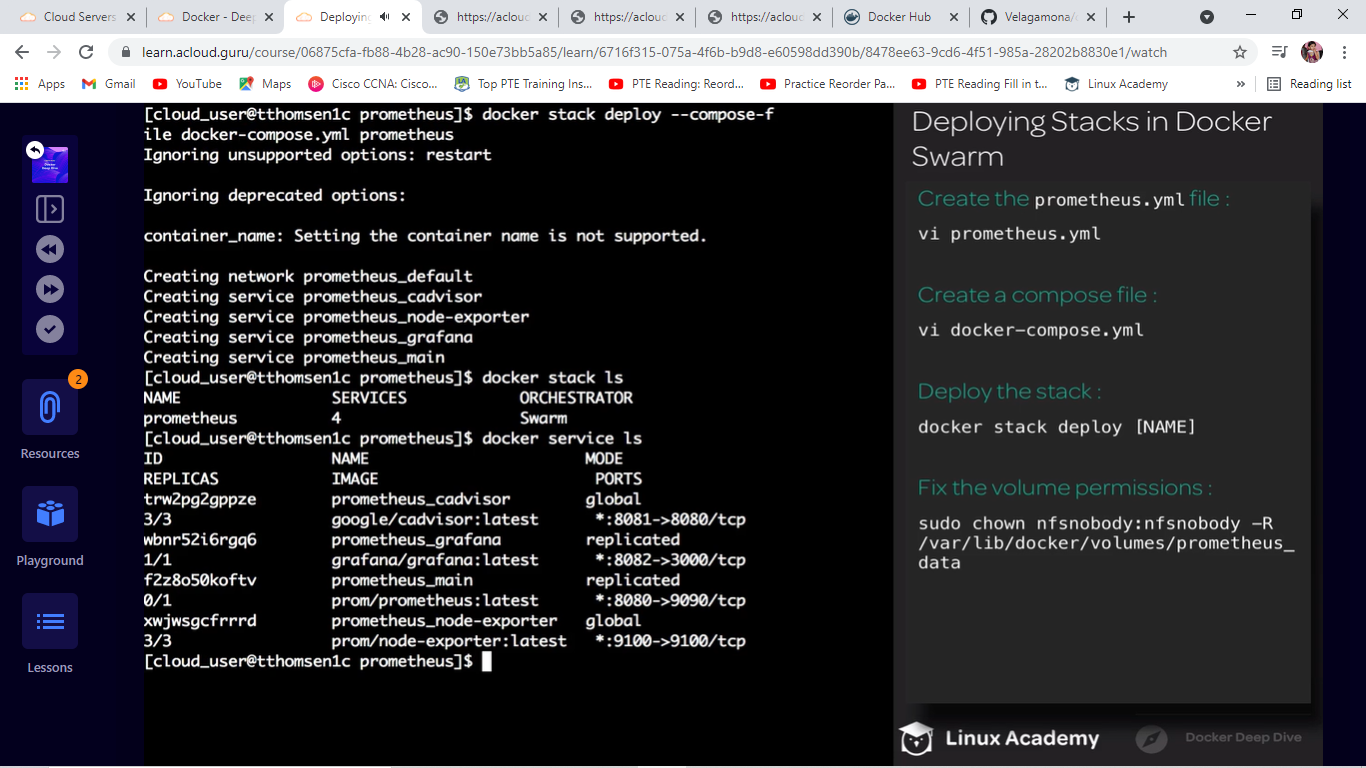 Cloud Servers
Docker - Deep
Deploying
https://acloud
https://acloud
https://acloud
Docker Hub
Velagamona/
learn.acloud.guru/course/06875cfa-fb88-4b28-ac90-150e73bb5a85/learn/6716f315-075a-4f6b-b9d8-e60598dd390b/8478ee63-9cd6-4f51-985a-28202b8830e1/watch
Apps
Gmail
YouTube
Maps
Cisco CCNA: Cisco...
Top PTE Training Ins...
PTE Reading: Reord...
Practice Reorder Pa...
PTE Reading Fill in t...
Linux Academy
»
Reading list
2
Resources
Playground
Lessons
[cloud_user@tthomsen1c prometheus]$ docker stack deploy --compose-f
ile docker-compose.yml prometheus
Ignoring unsupported options: restart
Ignoring deprecated options:
container_name: Setting the container name is not supported.
Creating network prometheus_default
Creating service prometheus_cadvisor
Creating service prometheus_node-exporter
Creating service prometheus_grafana
Creating service prometheus_main
[cloud_user@tthomsen1c prometheus]$ docker stack ls
NAME SERVICES ORCHESTRATOR
prometheus 4 Swarm
[cloud_user@tthomsen1c prometheus]$ docker service ls
ID NAME MODE
REPLICAS IMAGE PORTS
trw2pg2gppze prometheus_cadvisor global
3/3 google/cadvisor:latest *:8081->8080/tcp
wbnr52i6rgq6 prometheus_grafana replicated
1/1 grafana/grafana:latest *:8082->3000/tcp
f2z8o50koftv prometheus_main replicated
0/1 prom/prometheus:latest *:8080->9090/tcp
xwjwsgcfrrrd prometheus_node-exporter global
3/3 prom/node-exporter:latest *:9100->9100/tcp
[cloud_user@tthomsen1c prometheus]$
Deploying Stacks in Docker
Swarm
Create the prometheus.yml file :
vi prometheus.yml
Create a compose file :
vi docker-compose.yml
Deploy the stack :
docker stack deploy [NAME]
Fix the volume permissions :
sudo chown nfsnobody:nfsnobody –R
/var/lib/docker/volumes/prometheus_
data
Linux Academy
Docker Deep Dive